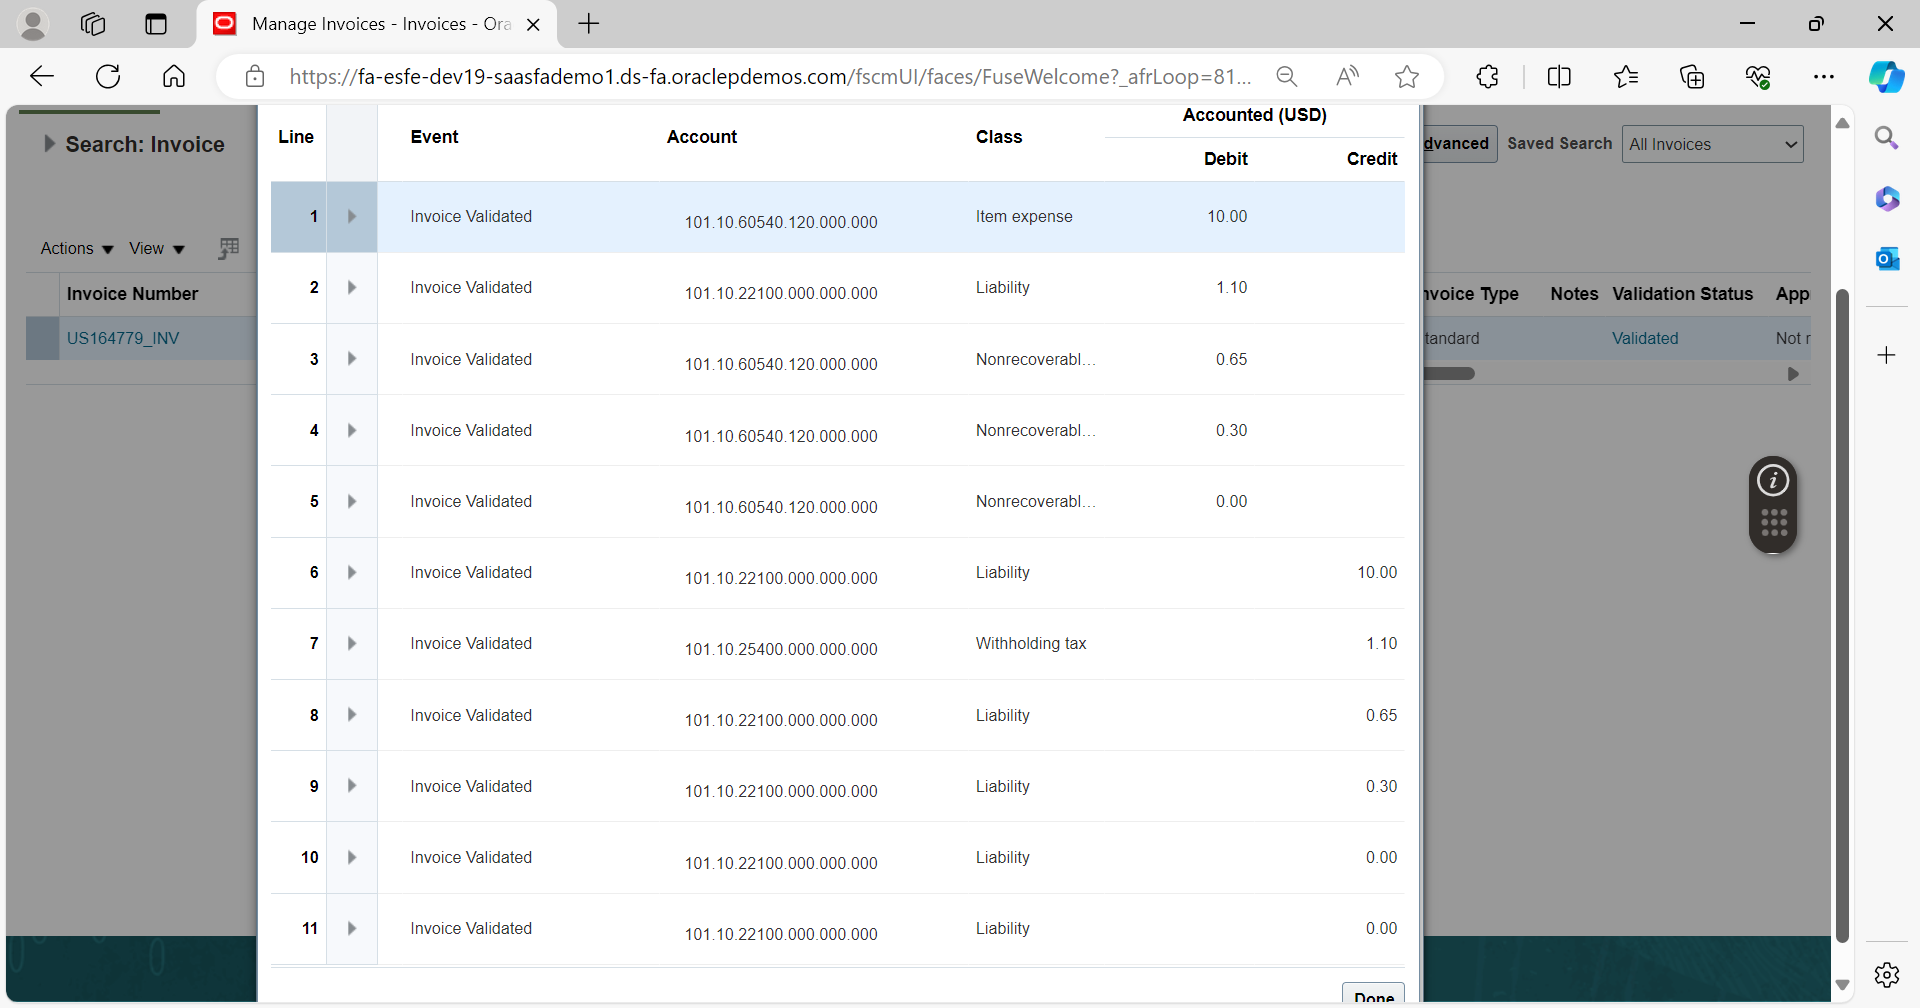 Manage Invoices - Invoices - Ora
https://fa-esfe-dev19-saasfademo1.ds-fa.oraclepdemos.com/fscmUI/faces/FuseWelcome?_afrLoop=81...
Search: Invoice
dvanced Saved Search All Invoices
Actions View
Invoice Number
US164779_INV
nvoice Type Notes Validation Status App
tandard Validated Not r
Accounted (USD)
Line Event Account Class Debit Credit
1 Invoice Validated 101.10.60540.120.000.000 Item expense 10.00
2 Invoice Validated 101.10.22100.000.000.000 Liability 1.10
3 Invoice Validated 101.10.60540.120.000.000 Nonrecoverabl... 0.65
4 Invoice Validated 101.10.60540.120.000.000 Nonrecoverabl... 0.30
5 Invoice Validated 101.10.60540.120.000.000 Nonrecoverabl... 0.00
6 Invoice Validated 101.10.22100.000.000.000 Liability 10.00
7 Invoice Validated 101.10.25400.000.000.000 Withholding tax 1.10
8 Invoice Validated 101.10.22100.000.000.000 Liability 0.65
9 Invoice Validated 101.10.22100.000.000.000 Liability 0.30
10 Invoice Validated 101.10.22100.000.000.000 Liability 0.00
11 Invoice Validated 101.10.22100.000.000.000 Liability 0.00
Done